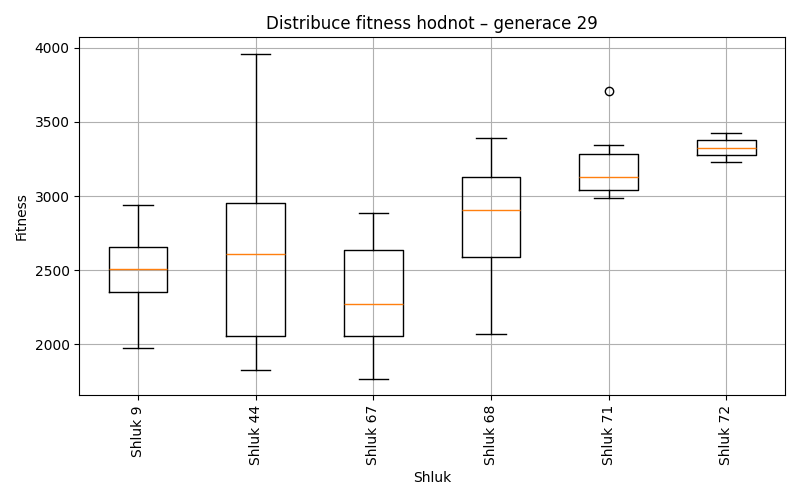 Distribuce fitness hodnot – generace 29
4000
3500
3000
2500
2000
Fitness
Shluk 9
Shluk 44
Shluk 67
Shluk 68
Shluk 71
Shluk 72
Shluk